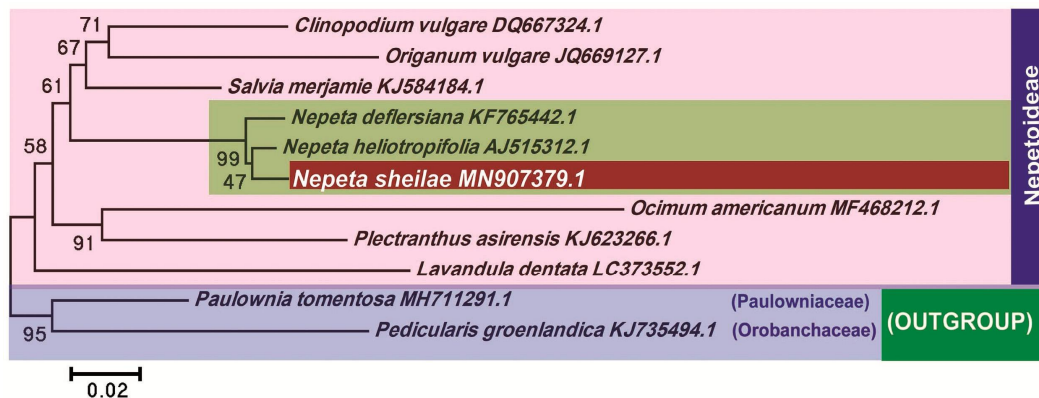 71
Clinopodium vulgare DQ667324.1
67
Origanum vulgare JQ669127.1
61
Salvia merjamie KJ584184.1
Nepeta deflersiana KF765442.1
58
Nepeta heliotropifolia AJ515312.1
99
47
Nepeta sheilae MN907379.1
Ocimum americanum MF468212.1
91
Plectranthus asirensis KJ623266.1
Lavandula dentata LC373552.1
Nepetoideae
Paulownia tomentosa MH711291.1 (Paulowniaceae)
95
Pedicularis groenlandica KJ735494.1 (Orobanchaceae)
(OUTGROUP)
0.02